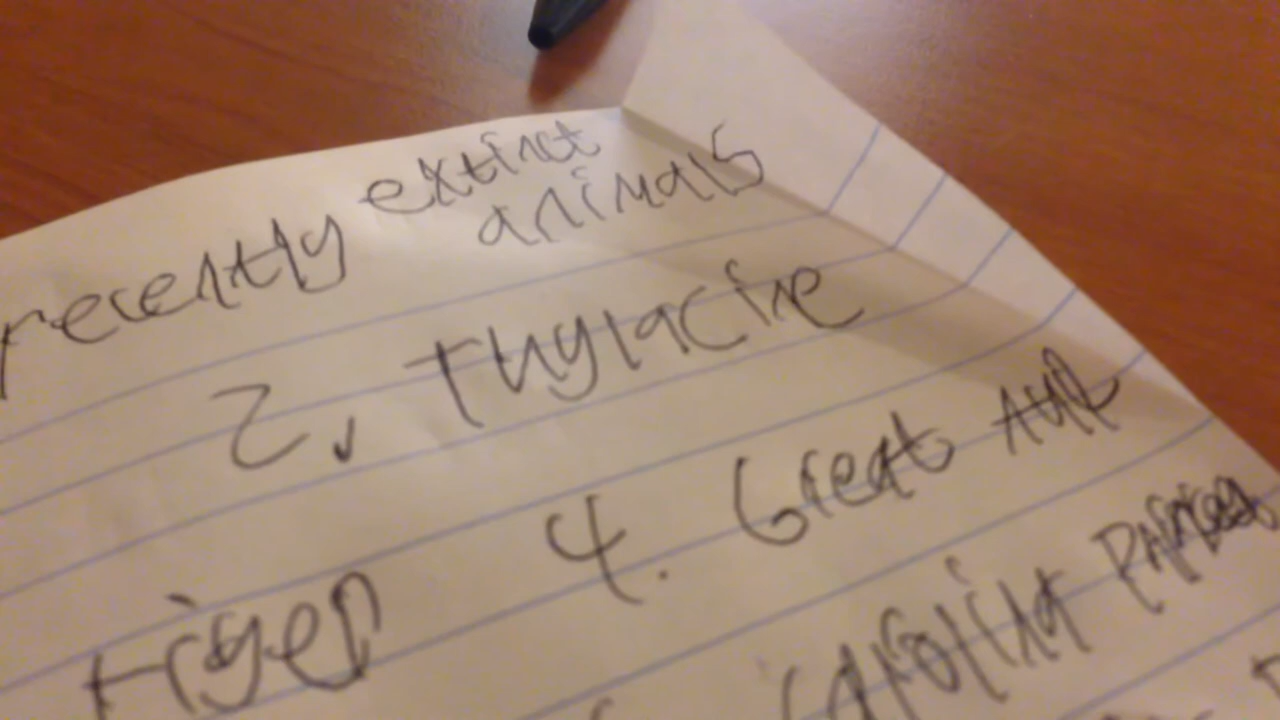 recently extinct
animals
2. Thylacine
4. Great Auk
tiger
Carolina